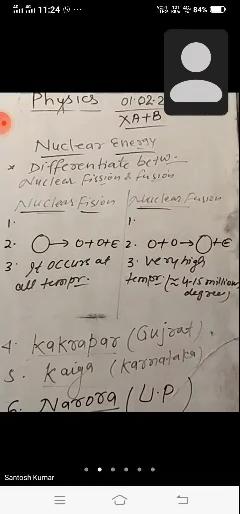 11:24
84%
Physics
01.02.2
XA+B
Nuclear Energy
* Differentiate betw.
Nuclear Fission & fusion
Nuclear Fision
Nuclear Fusion
1.
1.
2. O→ O+O+E
2. O+O→O+E
3. It occurs at
all tempr.
3. very high
tempr (≈ 4-15 million
degrees)
4. Kakrapar (Gujrat).
5. Kaiga (Karnataka)
6. Narora (U.P)
Santosh Kumar